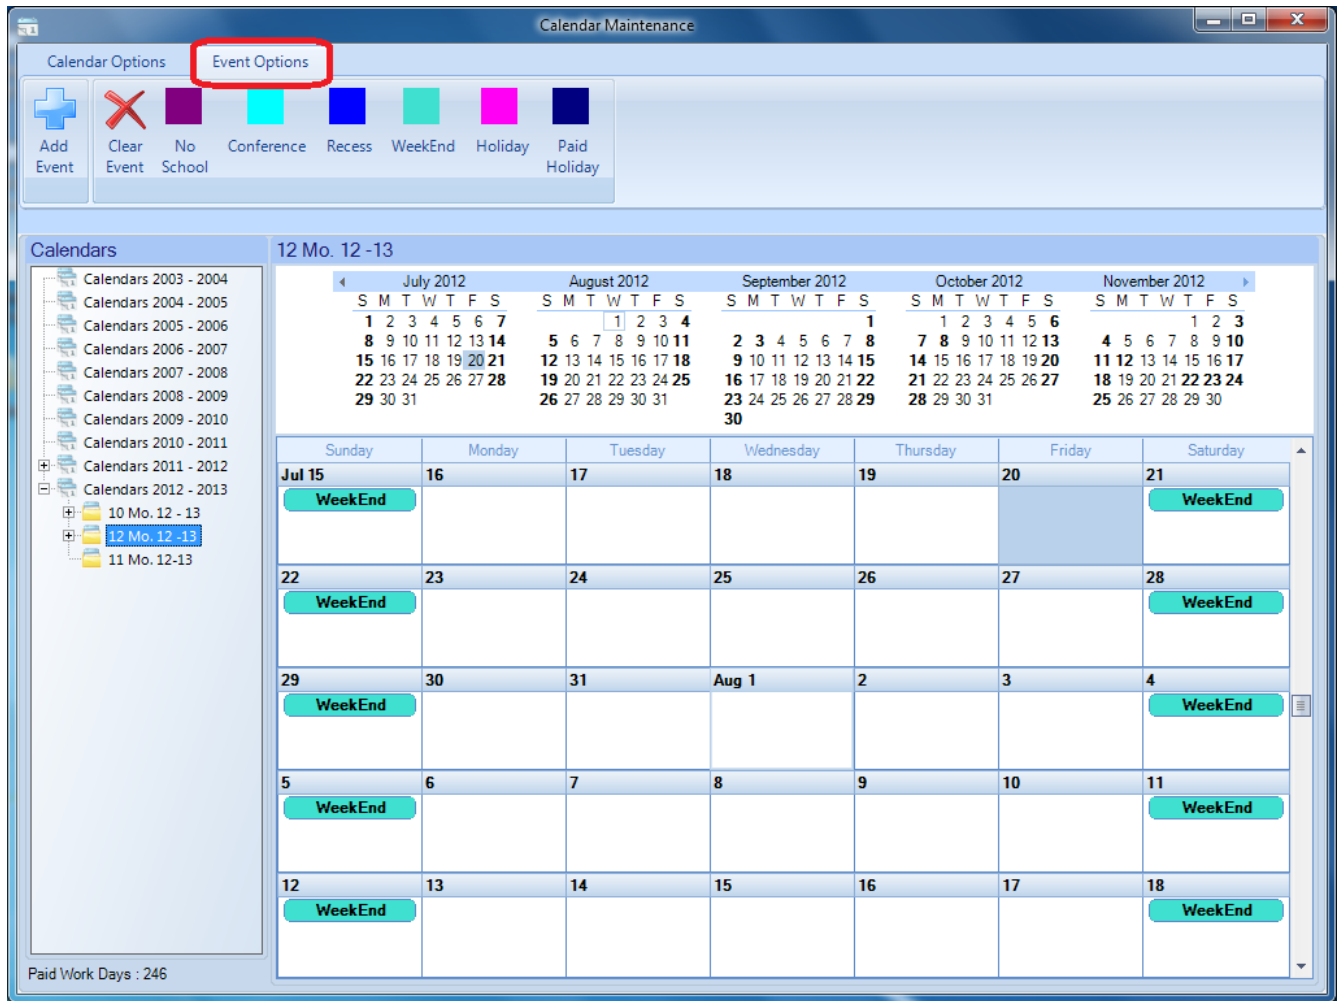 Calendar Maintenance
Calendar Options Event Options
Add Event
Clear Event
No School
Conference
Recess
WeekEnd
Holiday
Paid Holiday
Calendars
Calendars 2003 - 2004
Calendars 2004 - 2005
Calendars 2005 - 2006
Calendars 2006 - 2007
Calendars 2007 - 2008
Calendars 2008 - 2009
Calendars 2009 - 2010
Calendars 2010 - 2011
Calendars 2011 - 2012
Calendars 2012 - 2013
10 Mo. 12 - 13
12 Mo. 12 -13
11 Mo. 12-13
Paid Work Days : 246
12 Mo. 12 -13
July 2012
S M T W T F S
1 2 3 4 5 6 7
8 9 10 11 12 13 14
15 16 17 18 19 20 21
22 23 24 25 26 27 28
29 30 31
August 2012
S M T W T F S
1 2 3 4
5 6 7 8 9 10 11
12 13 14 15 16 17 18
19 20 21 22 23 24 25
26 27 28 29 30 31
September 2012
S M T W T F S
1
2 3 4 5 6 7 8
9 10 11 12 13 14 15
16 17 18 19 20 21 22
23 24 25 26 27 28 29
30
October 2012
S M T W T F S
1 2 3 4 5 6
7 8 9 10 11 12 13
14 15 16 17 18 19 20
21 22 23 24 25 26 27
28 29 30 31
November 2012
S M T W T F S
1 2 3
4 5 6 7 8 9 10
11 12 13 14 15 16 17
18 19 20 21 22 23 24
25 26 27 28 29 30
Sunday Monday Tuesday Wednesday Thursday Friday Saturday
Jul 15 16 17 18 19 20 21
WeekEnd WeekEnd
22 23 24 25 26 27 28
WeekEnd WeekEnd
29 30 31 Aug 1 2 3 4
WeekEnd WeekEnd
5 6 7 8 9 10 11
WeekEnd WeekEnd
12 13 14 15 16 17 18
WeekEnd WeekEnd